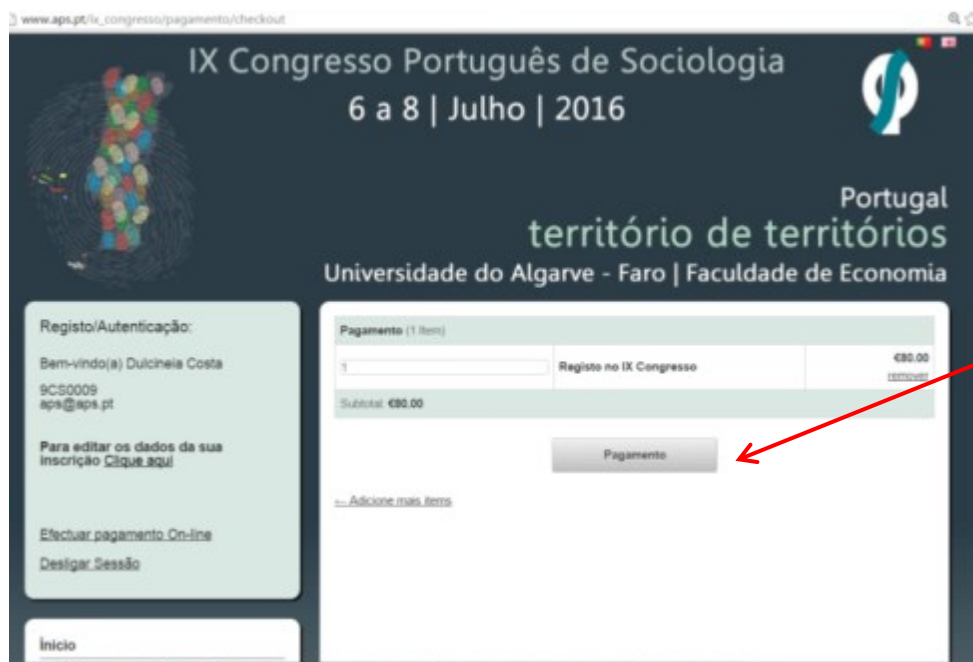 www.aps.pt/ix_congresso/pagamento/checkout
IX Congresso Português de Sociologia
6 a 8 | Julho | 2016
Portugal
território de territórios
Universidade do Algarve - Faro | Faculdade de Economia
Registo/Autenticação:
Bem-vindo(a) Dulcineia Costa
9CS0009
aps@aps.pt
Para editar os dados da sua
inscrição Clique aqui
Efectuar pagamento On-line
Desligar Sessão
Ínicio
Pagamento (1 Item)
1 Registo no IX Congresso €80.00
remover
Subtotal: €80.00
Pagamento
← Adicione mais items